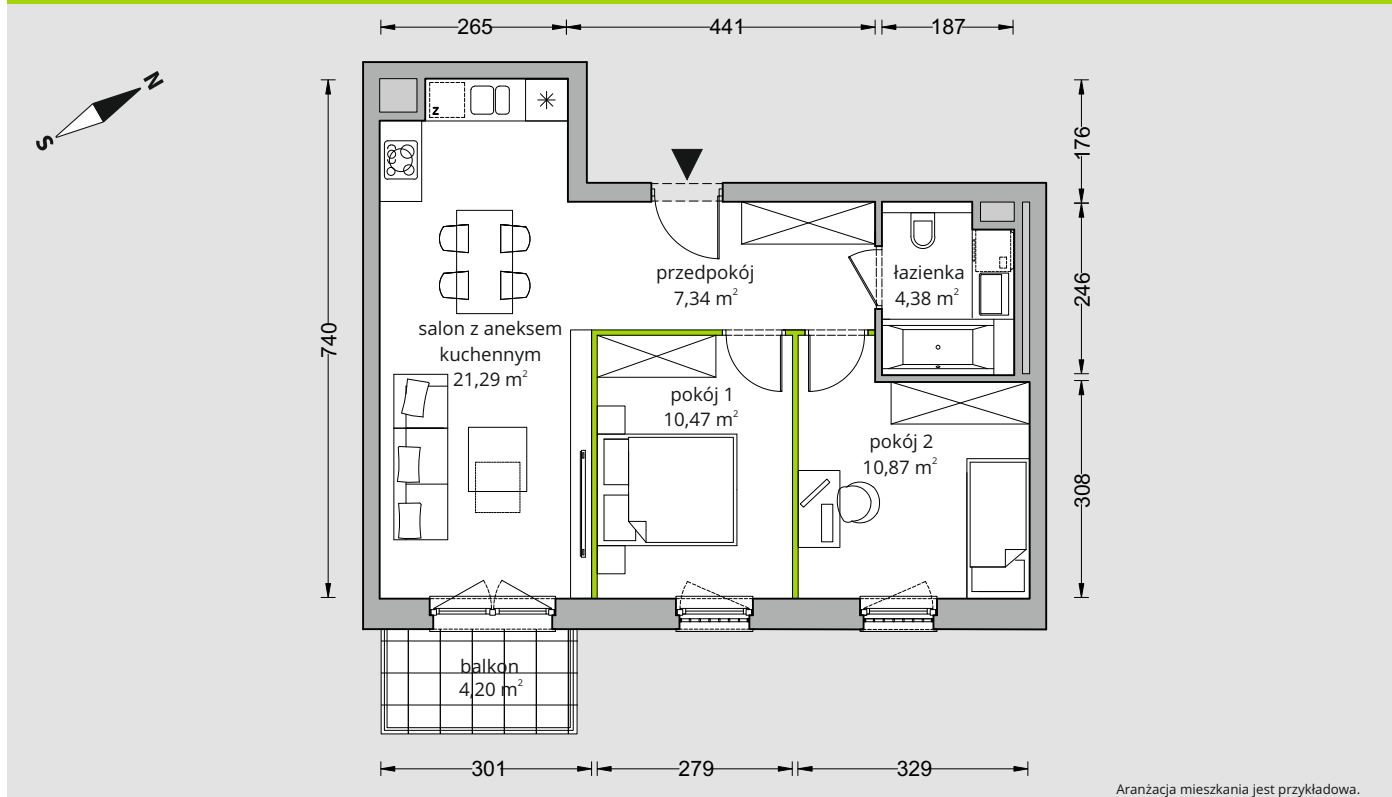 265
441
187
N
S
z
176
przedpokój
7,34 m²
łazienka
4,38 m²
246
740
salon z aneksem
kuchennym
21,29 m²
pokój 1
10,47 m²
pokój 2
10,87 m²
308
balkon
4,20 m²
301
279
329
Aranżacja mieszkania jest przykładowa.